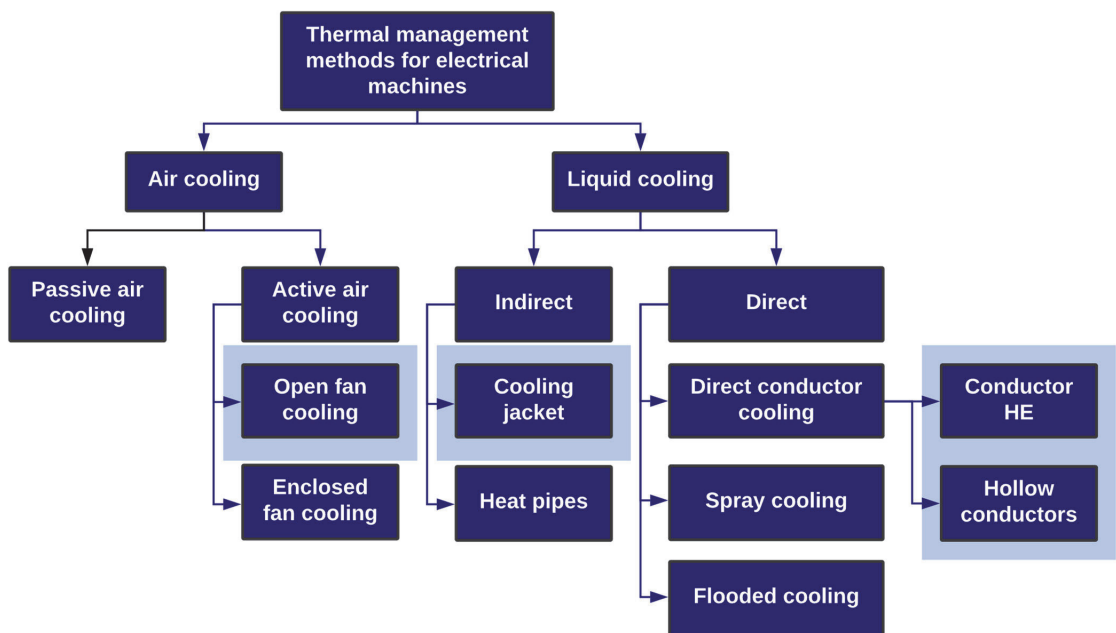 Thermal management
methods for electrical
machines
Air cooling
Liquid cooling
Passive air
cooling
Active air
cooling
Indirect
Direct
Open fan
cooling
Cooling
jacket
Direct conductor
cooling
Conductor
HE
Enclosed
fan cooling
Heat pipes
Spray cooling
Hollow
conductors
Flooded cooling